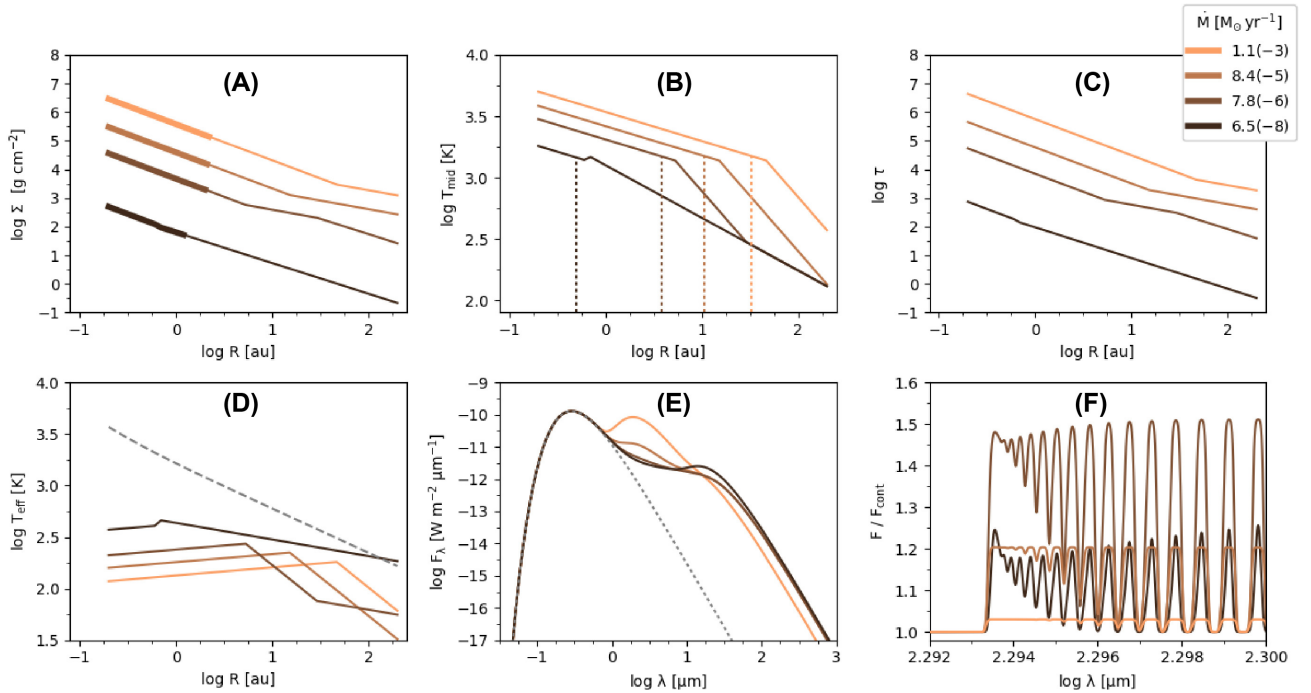 Ṁ [M⊙ yr⁻¹]
1.1(−3)
8.4(−5)
7.8(−6)
6.5(−8)
(A)
8
7
6
5
4
3
2
1
0
−1
log Σ [g cm⁻²]
−1 0 1 2
log R [au]
(B)
4.0
3.5
3.0
2.5
2.0
log T_mid [K]
−1 0 1 2
log R [au]
(C)
8
7
6
5
4
3
2
1
0
−1
log τ
−1 0 1 2
log R [au]
(D)
4.0
3.5
3.0
2.5
2.0
1.5
log T_eff [K]
−1 0 1 2
log R [au]
(E)
−9
−10
−11
−12
−13
−14
−15
−16
−17
log F_λ [W m⁻² μm⁻¹]
−1 0 1 2 3
log λ [μm]
(F)
1.6
1.5
1.4
1.3
1.2
1.1
1.0
F / F_cont
2.292 2.294 2.296 2.298 2.300
log λ [μm]